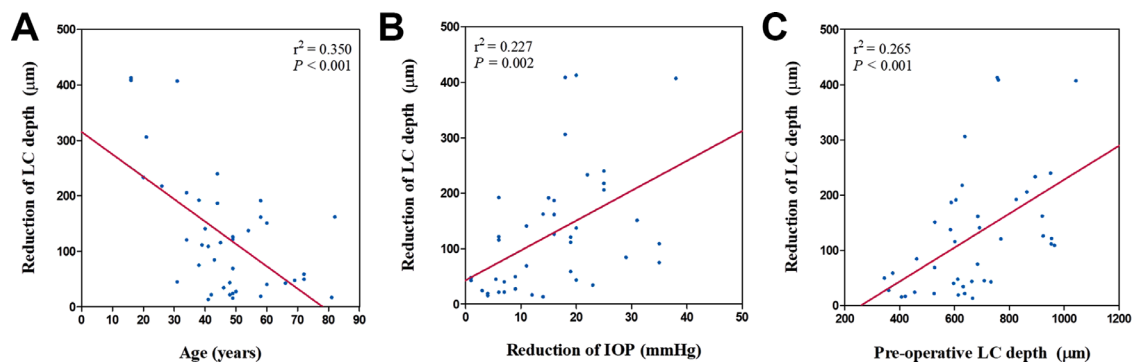 A
500
400
300
200
100
0
0 10 20 30 40 50 60 70 80 90
Reduction of LC depth (μm)
Age (years)
r² = 0.350
P < 0.001
B
500
400
300
200
100
0
0 10 20 30 40 50
Reduction of LC depth (μm)
Reduction of IOP (mmHg)
r² = 0.227
P = 0.002
C
500
400
300
200
100
0
200 400 600 800 1000 1200
Reduction of LC depth (μm)
Pre-operative LC depth (μm)
r² = 0.265
P < 0.001